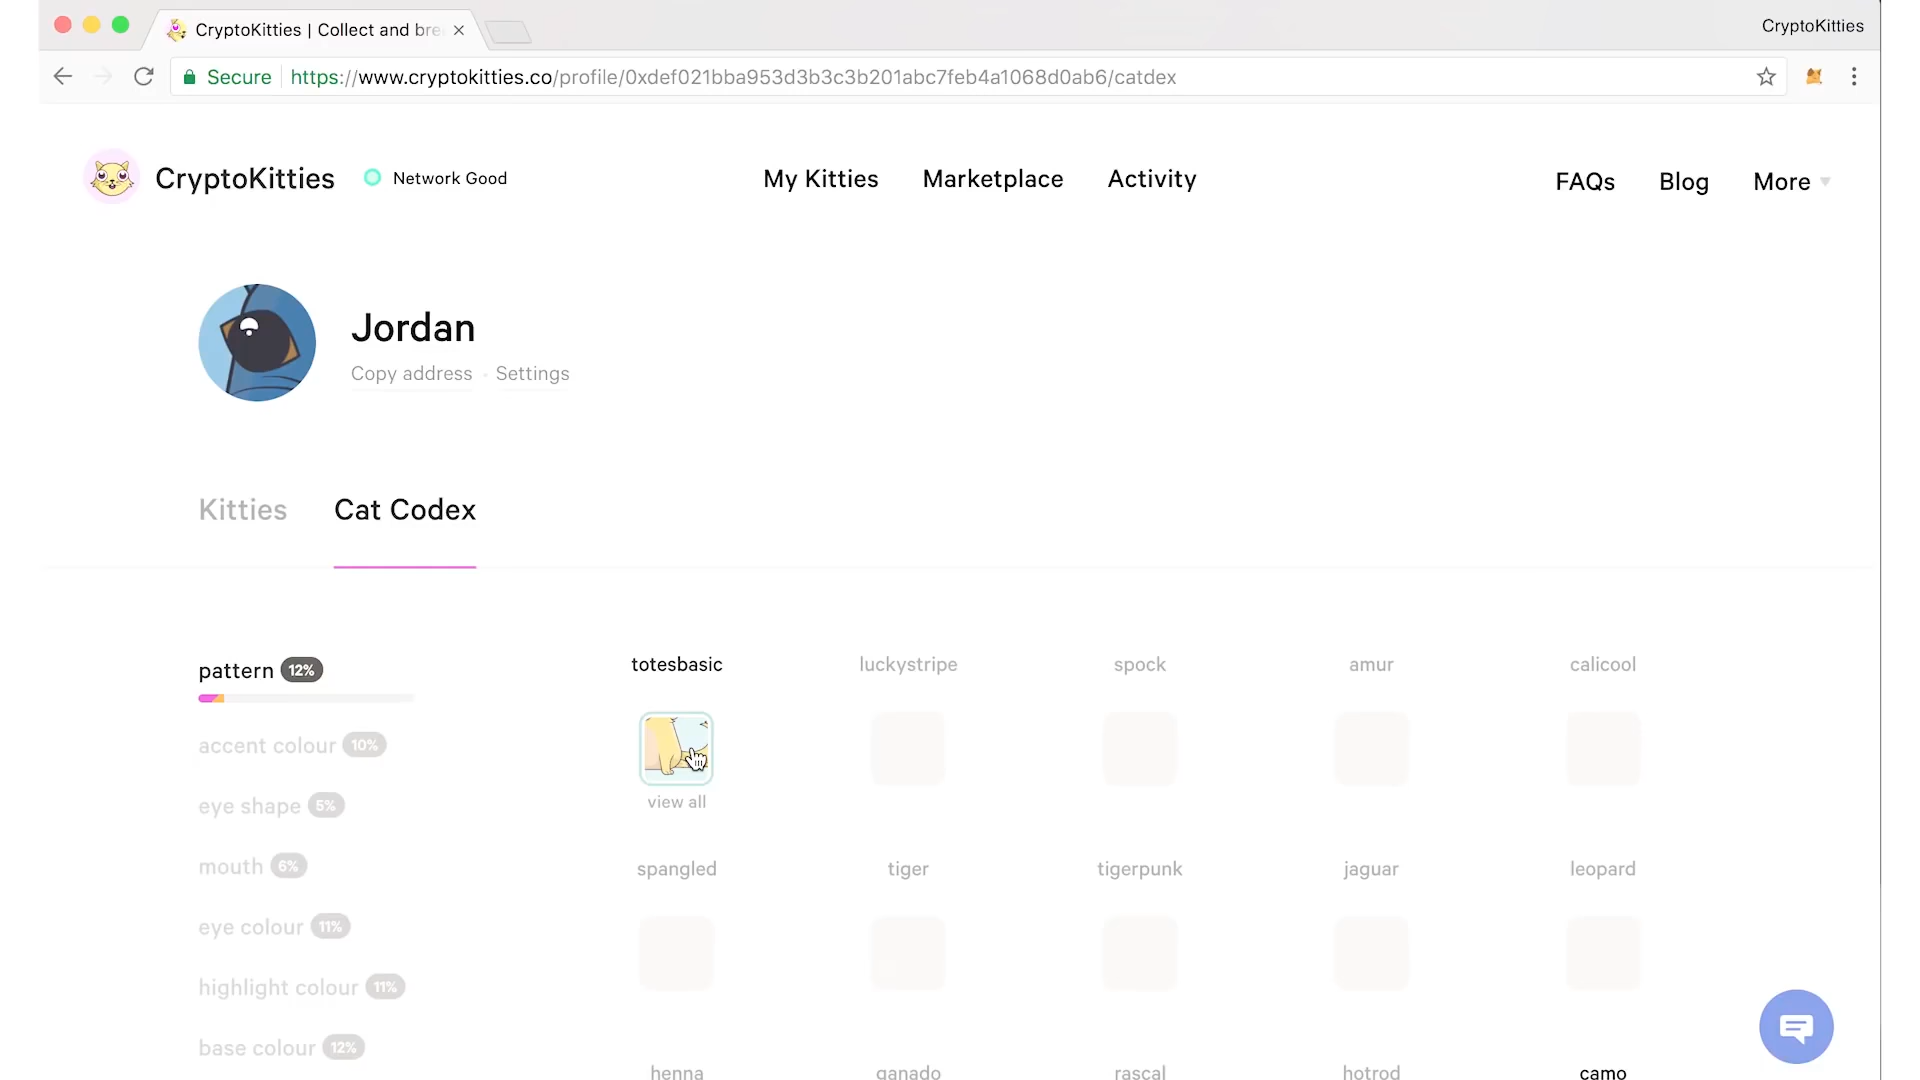 CryptoKitties | Collect and bre
CryptoKitties
Secure
https://www.cryptokitties.co/profile/0xdef021bba953d3b3c3b201abc7feb4a1068d0ab6/catdex
CryptoKitties
Network Good
My Kitties
Marketplace
Activity
FAQs
Blog
More
Jordan
Copy address
Settings
Kitties
Cat Codex
pattern 12%
accent colour 10%
eye shape 5%
mouth 6%
eye colour 11%
highlight colour 11%
base colour 12%
totesbasic
luckystripe
spock
amur
calicool
view all
spangled
tiger
tigerpunk
jaguar
leopard
henna
ganado
rascal
hotrod
camo